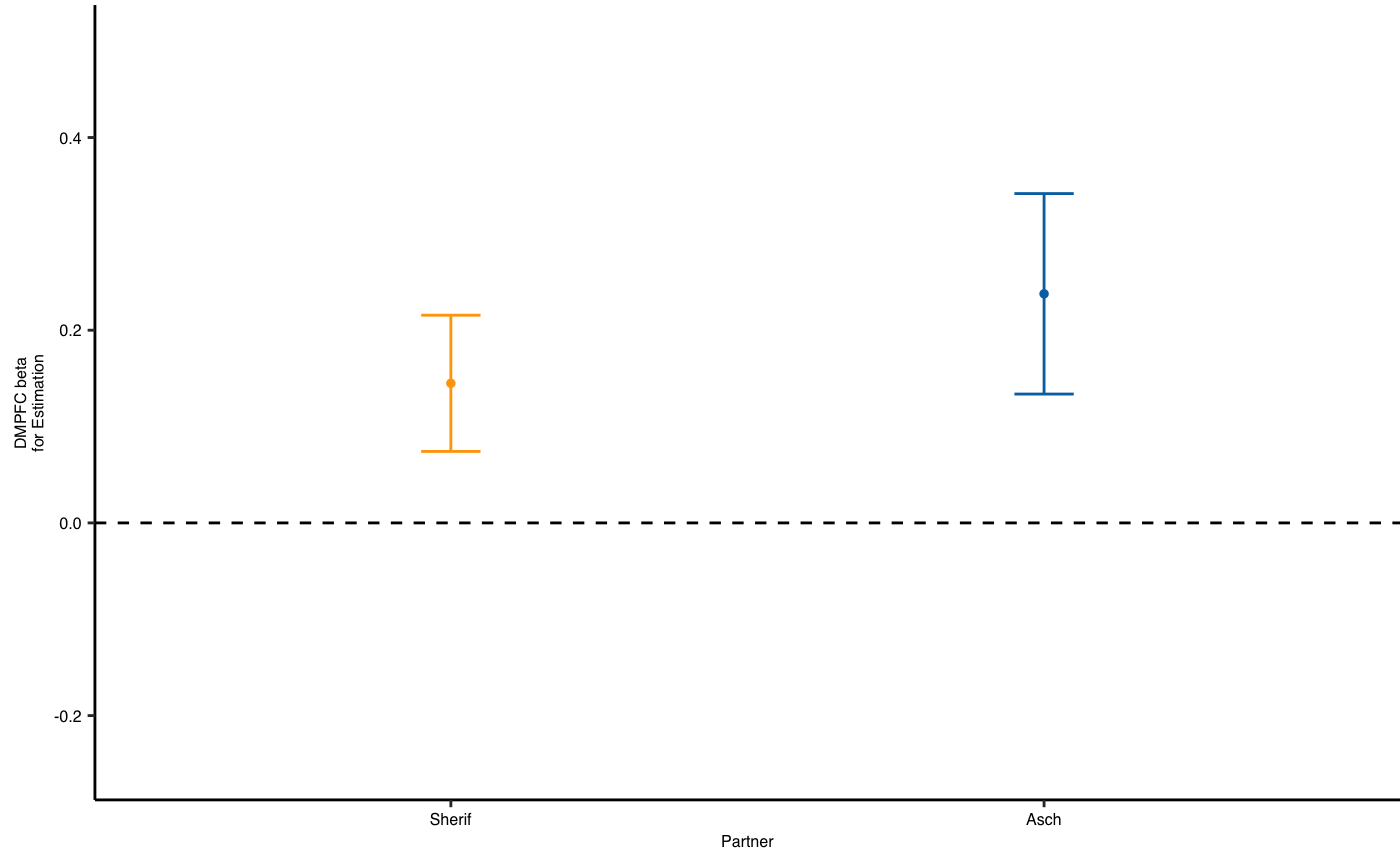 DMPFC beta
for Estimation
0.4
0.2
0.0
-0.2
Sherif
Asch
Partner